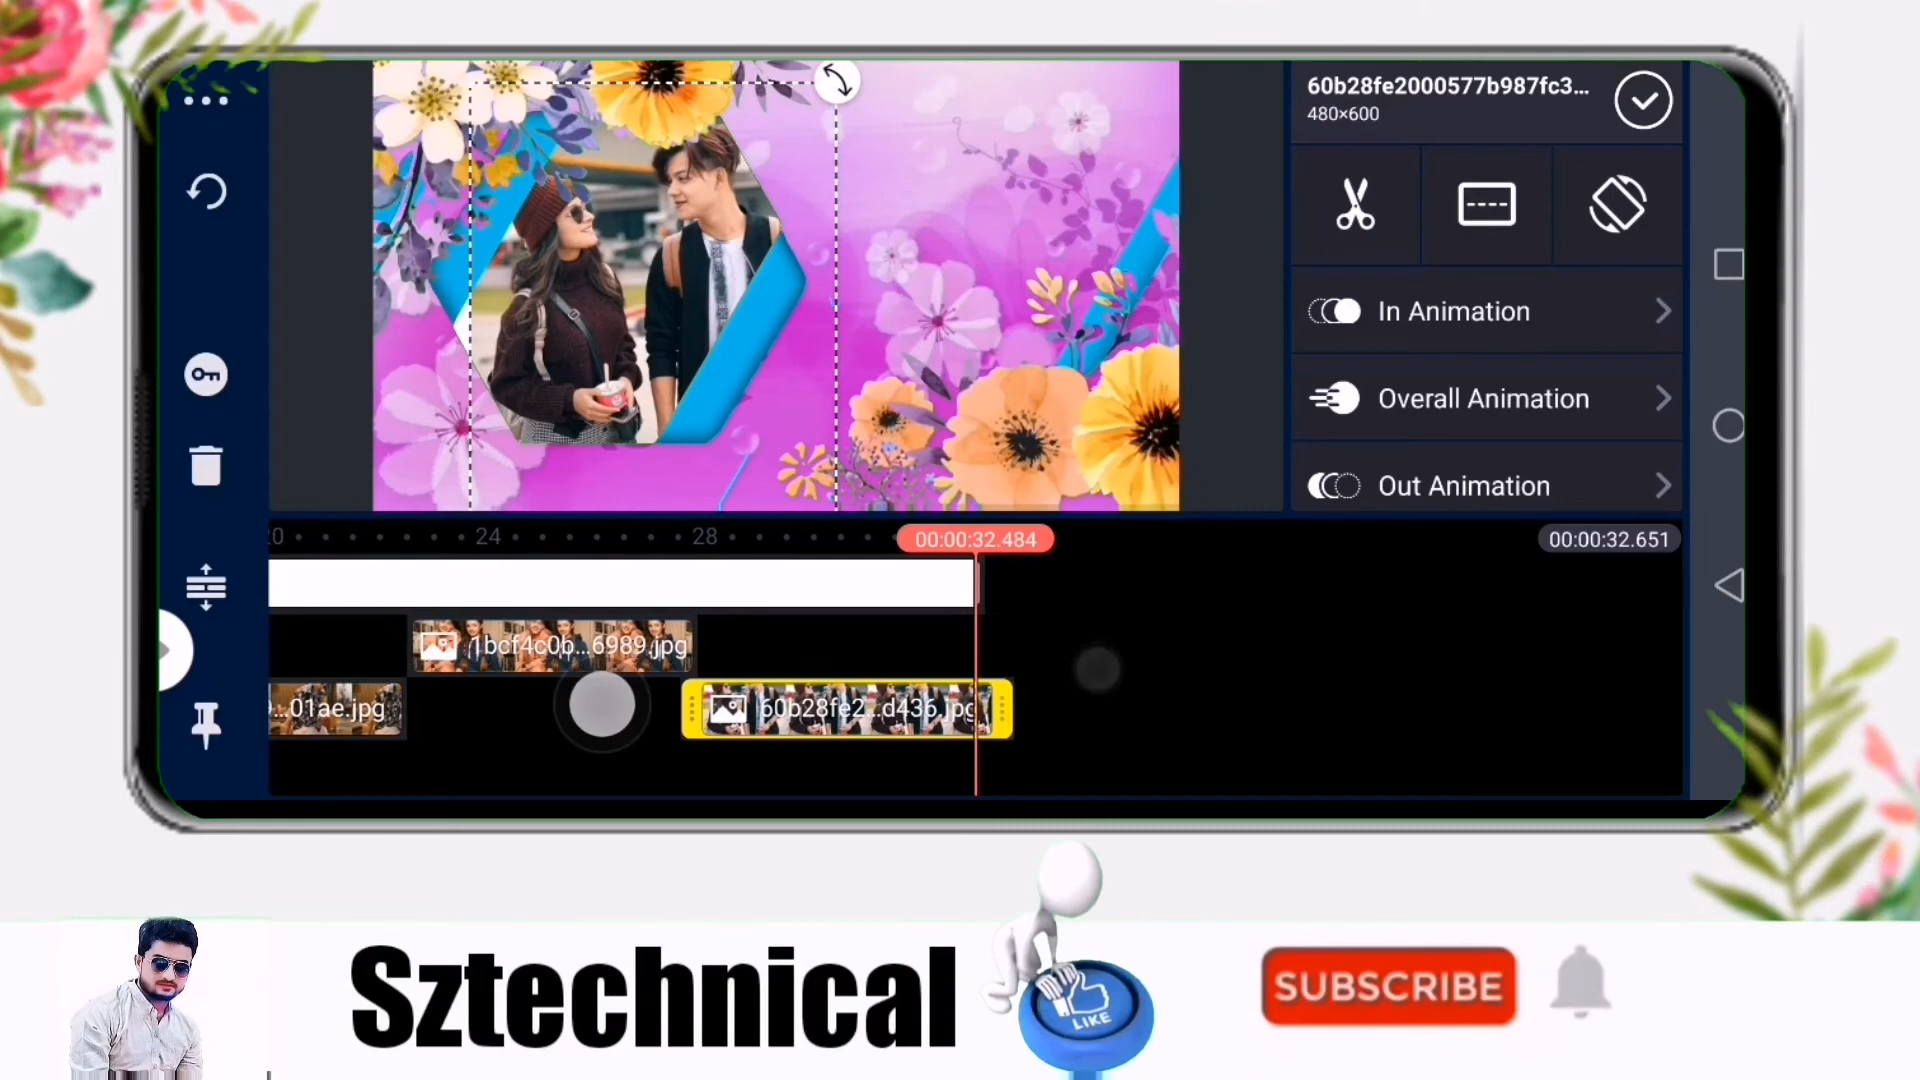 60b28fe2000577b987fc3...
480×600
In Animation
Overall Animation
Out Animation
20 24 28
00:00:32.484
00:00:32.651
1bcf4c0b...6989.jpg
...01ae.jpg
60b28fe2...d436.jpg
Sztechnical
LIKE
SUBSCRIBE